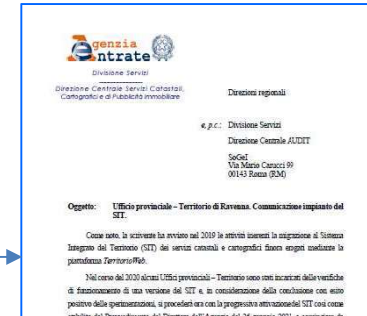 Agenzia
Entrate
Divisione Servizi
Direzione Centrale Servizi Catastali,
Cartografici e di Pubblicità Immobiliare
Direzioni regionali
e, p.c.: Divisione Servizi
Direzione Centrale AUDIT
SoGeI
Via Mario Carucci 99
00143 Roma (RM)
Oggetto: Ufficio provinciale – Territorio di Ravenna. Comunicazione impianto del
SIT.
Come noto, la scrivente ha avviato nel 2019 le attività inerenti la migrazione al Sistema
Integrato del Territorio (SIT) dei servizi catastali e cartografici finora erogati mediante la
piattaforma TerritorioWeb.
Nel corso del 2020 alcuni Uffici provinciali – Territorio sono stati incaricati delle verifiche
di funzionamento di una versione del SIT e, in considerazione della conclusione con esito
positivo delle sperimentazioni, si procederà ora con la progressiva attivazione del SIT così come